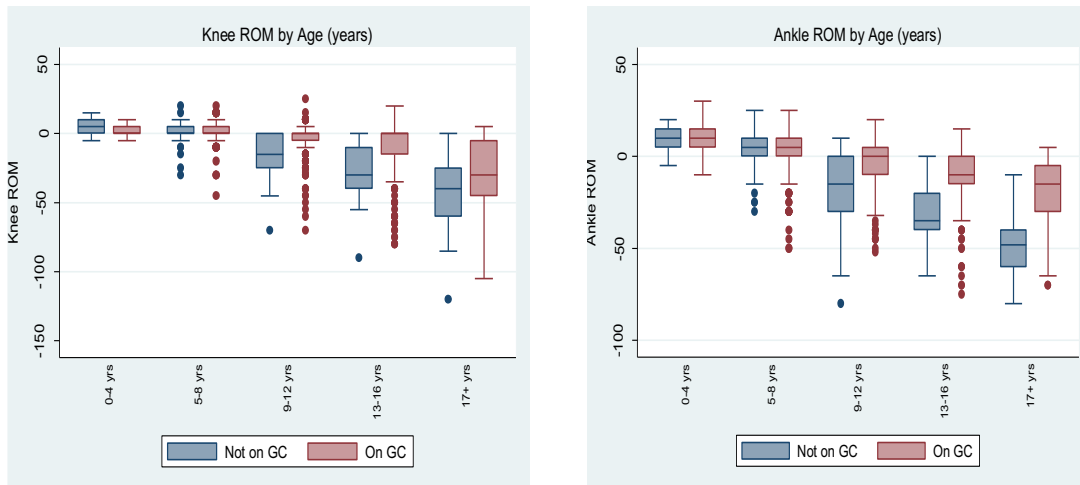 Knee ROM by Age (years)
50
0
-50
-100
-150
Knee ROM
0-4 yrs
5-8 yrs
9-12 yrs
13-16 yrs
17+ yrs
Not on GC
On GC
Ankle ROM by Age (years)
50
0
-50
-100
Ankle ROM
0-4 yrs
5-8 yrs
9-12 yrs
13-16 yrs
17+ yrs
Not on GC
On GC